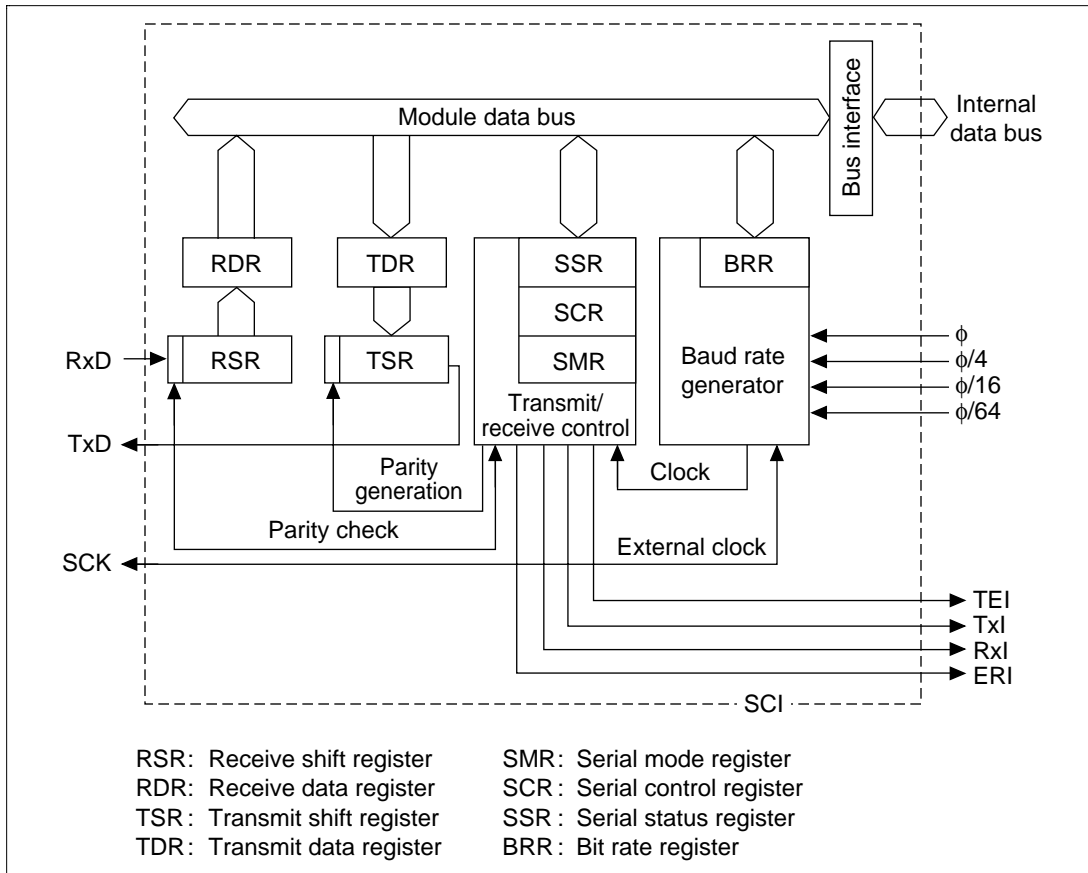 Module data bus
Bus interface
Internal
data bus
RDR
TDR
SSR
BRR
SCR
RxD
RSR
TSR
SMR
Baud rate
generator
ϕ
ϕ/4
ϕ/16
ϕ/64
Transmit/
receive control
TxD
Parity
generation
Clock
Parity check
SCK
External clock
TEI
TxI
RxI
ERI
SCI
RSR: Receive shift register
RDR: Receive data register
TSR: Transmit shift register
TDR: Transmit data register
SMR: Serial mode register
SCR: Serial control register
SSR: Serial status register
BRR: Bit rate register